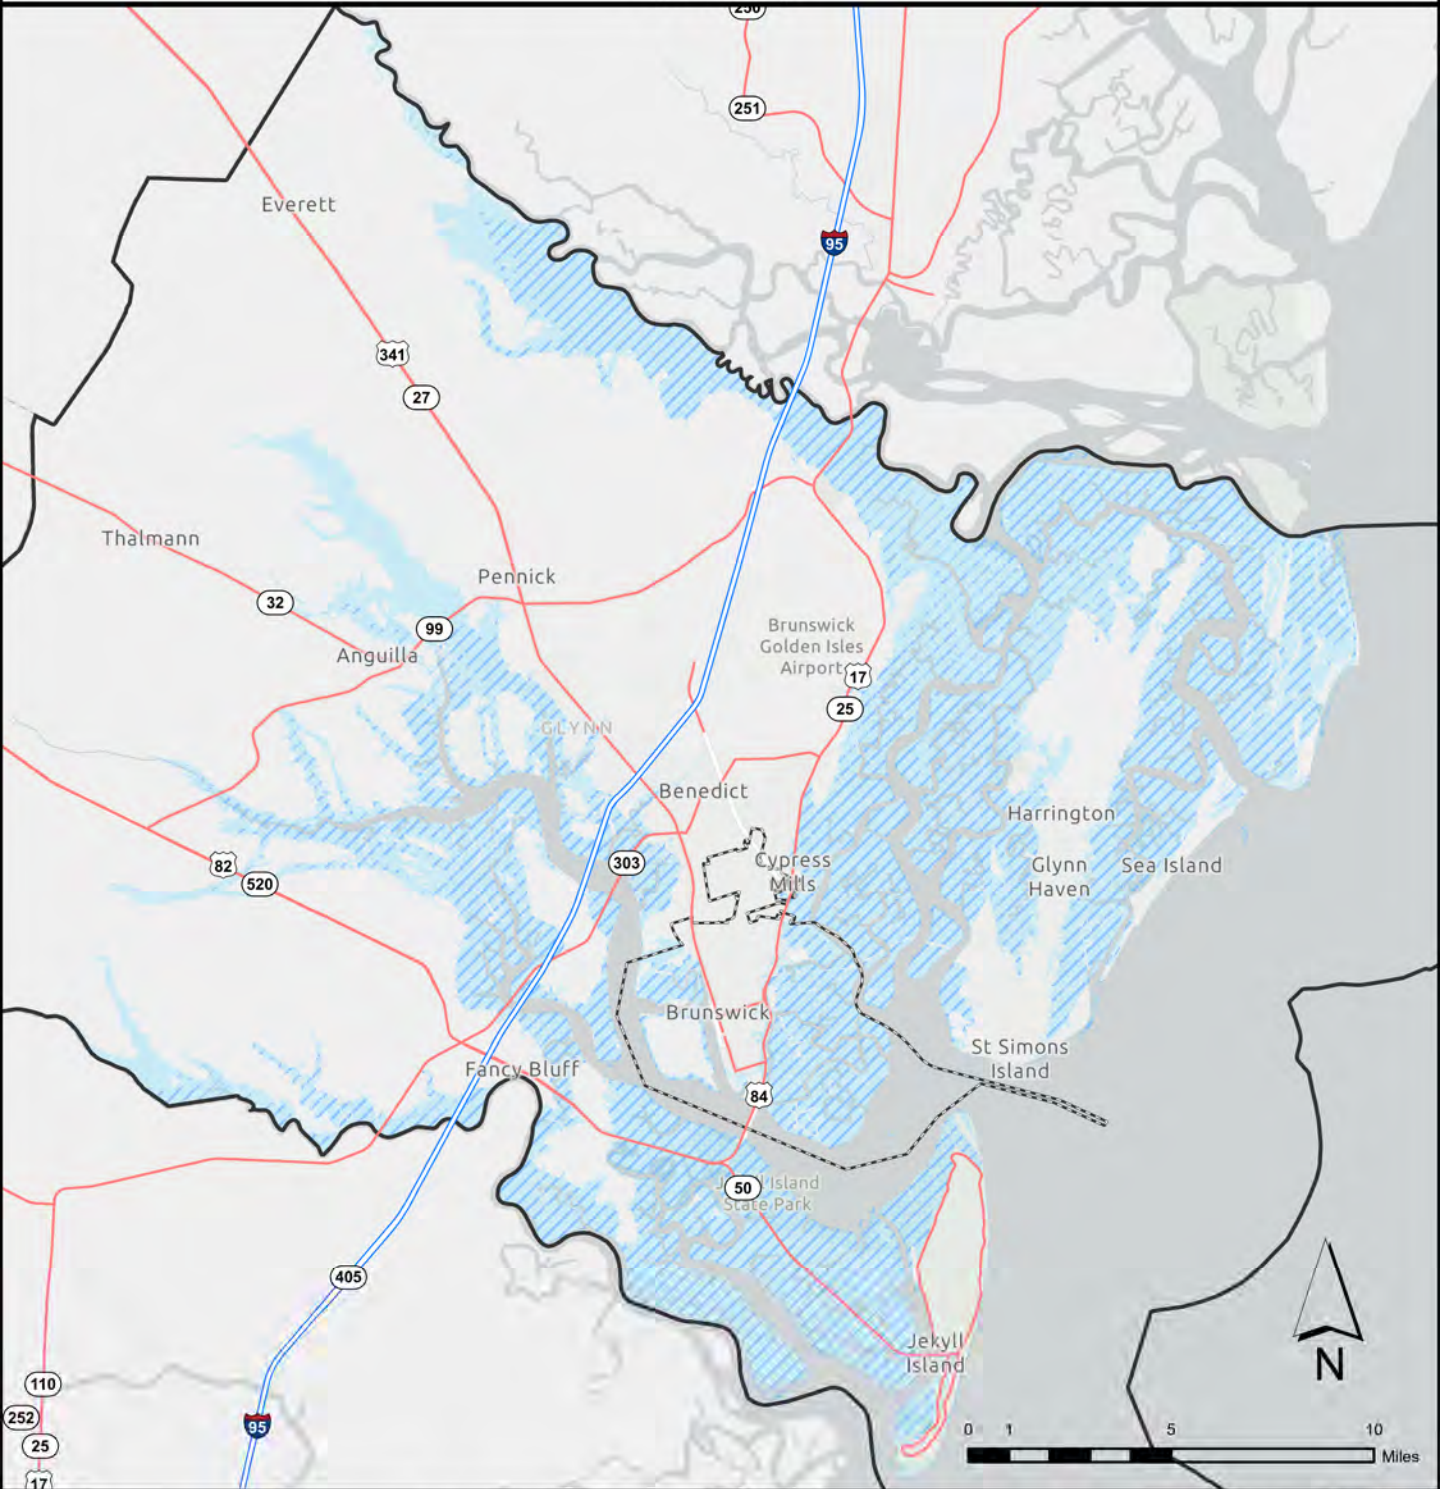 250
251
95
Everett
341
27
Thalmann
Pennick
32
99
Anguilla
Brunswick
Golden Isles
Airport
17
25
GLYNN
Benedict
Harrington
82
520
303
Cypress
Mills
Glynn
Haven
Sea Island
Brunswick
St Simons
Island
Fancy Bluff
84
50
Island
State Park
405
Jekyll
Island
N
110
252
25
17
95
0 1 5 10
Miles